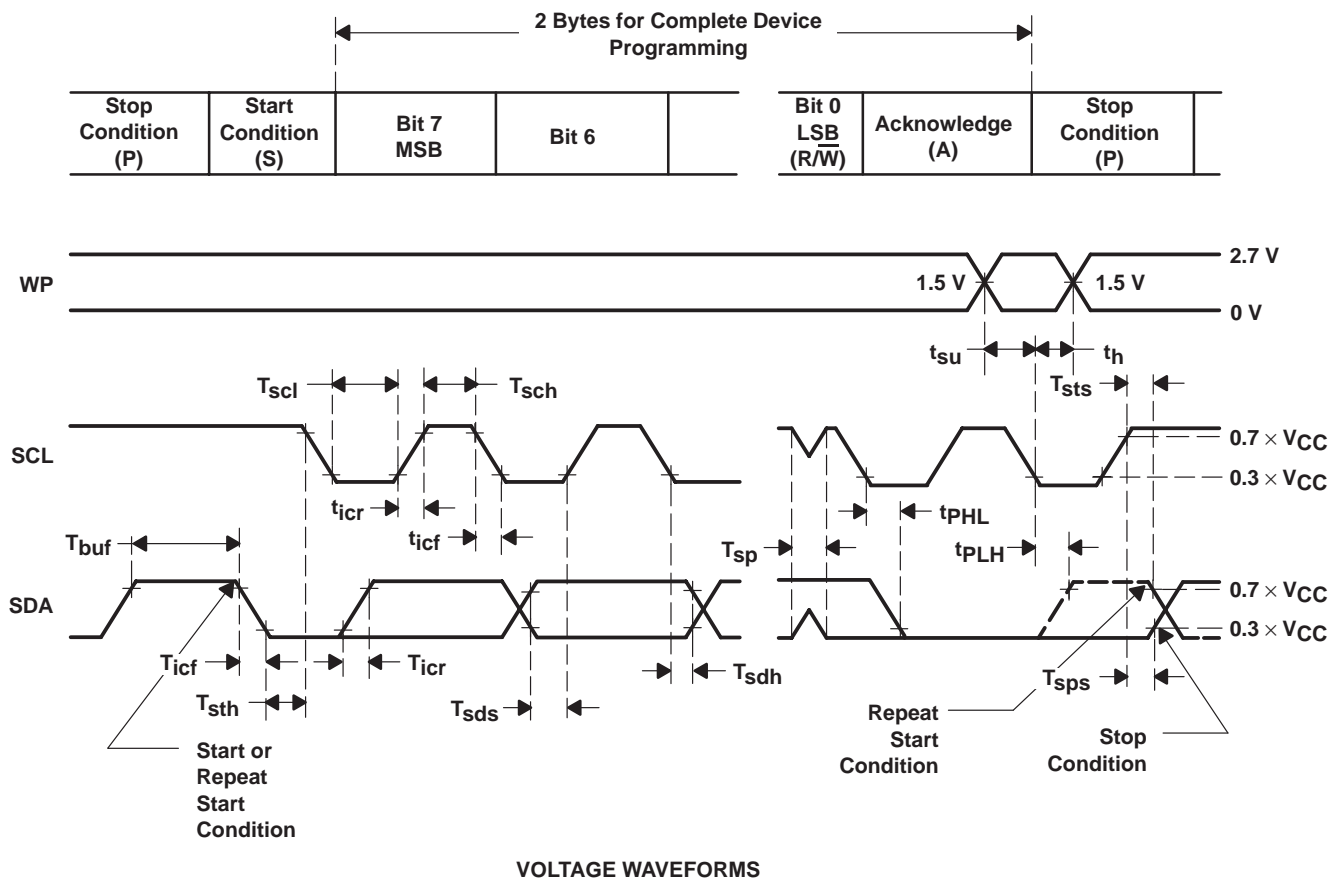 2 Bytes for Complete Device
Programming
Stop
Condition
(P)
Start
Condition
(S)
Bit 7
MSB
Bit 6
Bit 0
LSB
(R/W̅)
Acknowledge
(A)
Stop
Condition
(P)
WP
1.5 V
1.5 V
2.7 V
0 V
tsu
th
Tscl
Tsch
Tsts
SCL
0.7 × VCC
0.3 × VCC
ticr
ticf
tPHL
tPLH
Tbuf
Tsp
SDA
0.7 × VCC
0.3 × VCC
Ticf
Ticr
Tsdh
Tsth
Tsds
Tsps
Start or
Repeat
Start
Condition
Repeat
Start
Condition
Stop
Condition
VOLTAGE WAVEFORMS